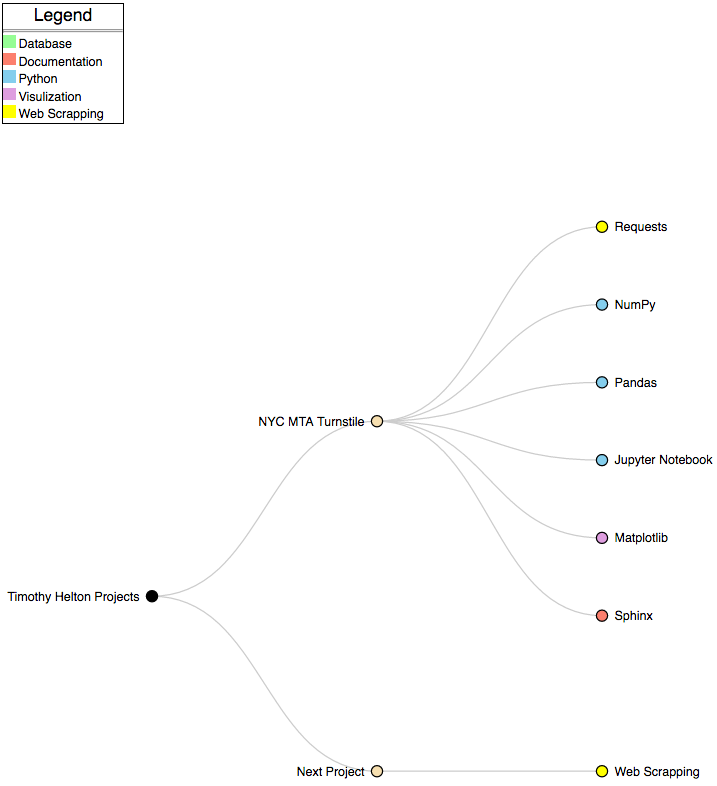 Legend
Database
Documentation
Python
Visulization
Web Scrapping
Requests
NumPy
Pandas
NYC MTA Turnstile
Jupyter Notebook
Matplotlib
Timothy Helton Projects
Sphinx
Next Project
Web Scrapping